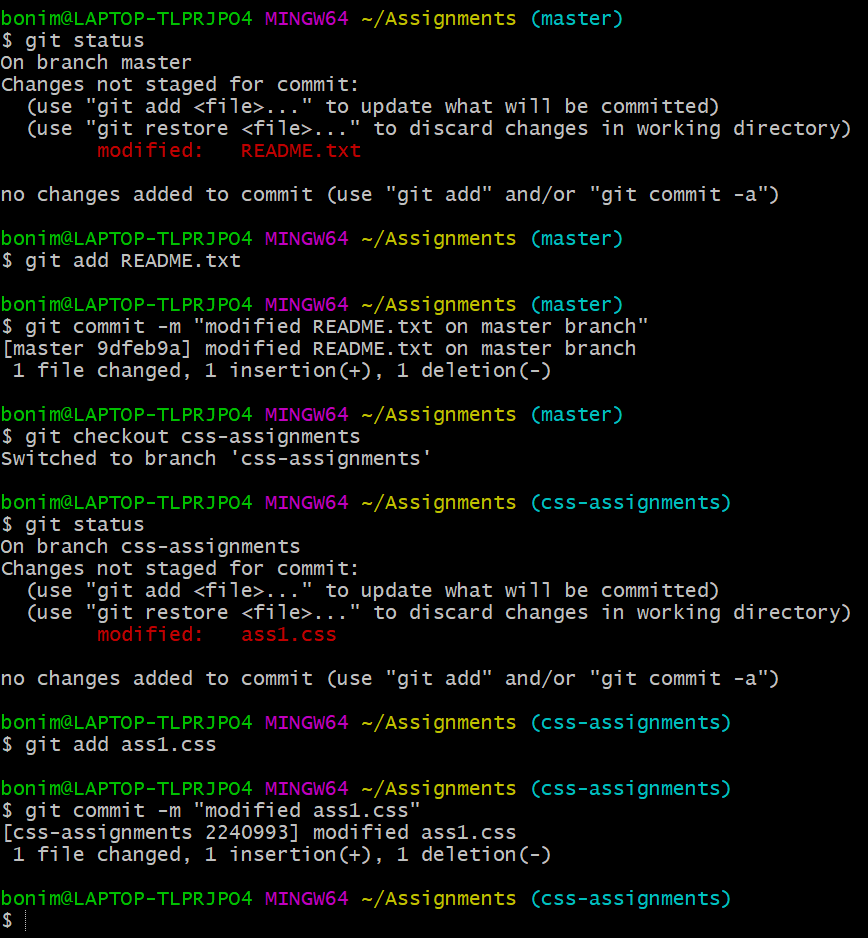 bonim@LAPTOP-TLPRJPO4 MINGW64 ~/Assignments (master)
$ git status
On branch master
Changes not staged for commit:
  (use "git add <file>..." to update what will be committed)
  (use "git restore <file>..." to discard changes in working directory)
        modified:   README.txt

no changes added to commit (use "git add" and/or "git commit -a")

bonim@LAPTOP-TLPRJPO4 MINGW64 ~/Assignments (master)
$ git add README.txt

bonim@LAPTOP-TLPRJPO4 MINGW64 ~/Assignments (master)
$ git commit -m "modified README.txt on master branch"
[master 9dfeb9a] modified README.txt on master branch
 1 file changed, 1 insertion(+), 1 deletion(-)

bonim@LAPTOP-TLPRJPO4 MINGW64 ~/Assignments (master)
$ git checkout css-assignments
Switched to branch 'css-assignments'

bonim@LAPTOP-TLPRJPO4 MINGW64 ~/Assignments (css-assignments)
$ git status
On branch css-assignments
Changes not staged for commit:
  (use "git add <file>..." to update what will be committed)
  (use "git restore <file>..." to discard changes in working directory)
        modified:   ass1.css

no changes added to commit (use "git add" and/or "git commit -a")

bonim@LAPTOP-TLPRJPO4 MINGW64 ~/Assignments (css-assignments)
$ git add ass1.css

bonim@LAPTOP-TLPRJPO4 MINGW64 ~/Assignments (css-assignments)
$ git commit -m "modified ass1.css"
[css-assignments 2240993] modified ass1.css
 1 file changed, 1 insertion(+), 1 deletion(-)

bonim@LAPTOP-TLPRJPO4 MINGW64 ~/Assignments (css-assignments)
$